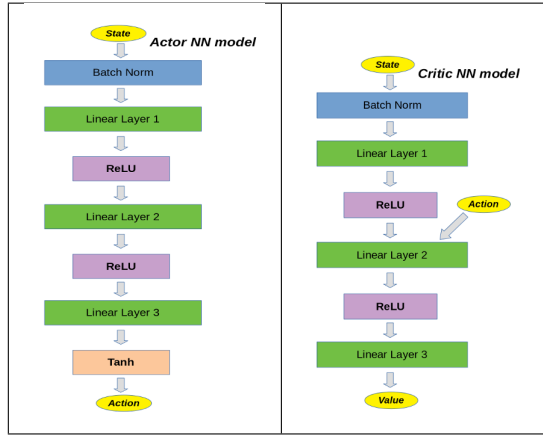 State
Actor NN model
Batch Norm
Linear Layer 1
ReLU
Linear Layer 2
ReLU
Linear Layer 3
Tanh
Action
State
Critic NN model
Batch Norm
Linear Layer 1
ReLU
Action
Linear Layer 2
ReLU
Linear Layer 3
Value